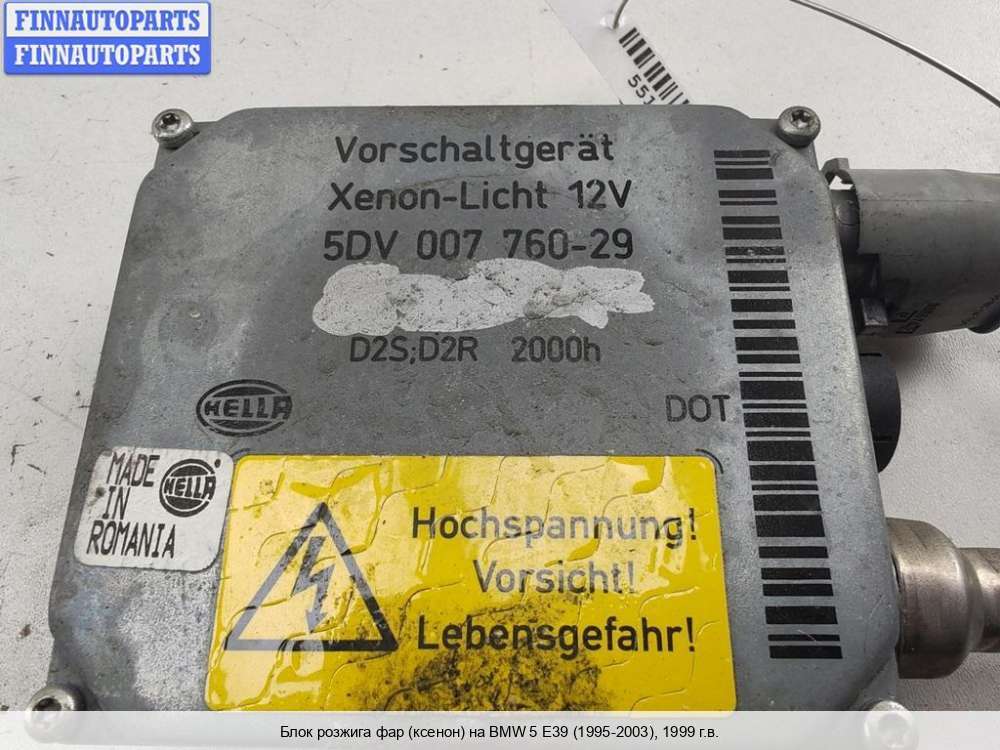 FINNAUTOPARTS
FINNAUTOPARTS
Vorschaltgerät
Xenon-Licht 12V
5DV 007 760-29
D2S;D2R 2000h
HELLA
DOT
MADE
IN
ROMANIA
HELLA
Hochspannung!
Vorsicht!
Lebensgefahr!
Блок розжига фар (ксенон) на BMW 5 E39 (1995-2003), 1999 г.в.